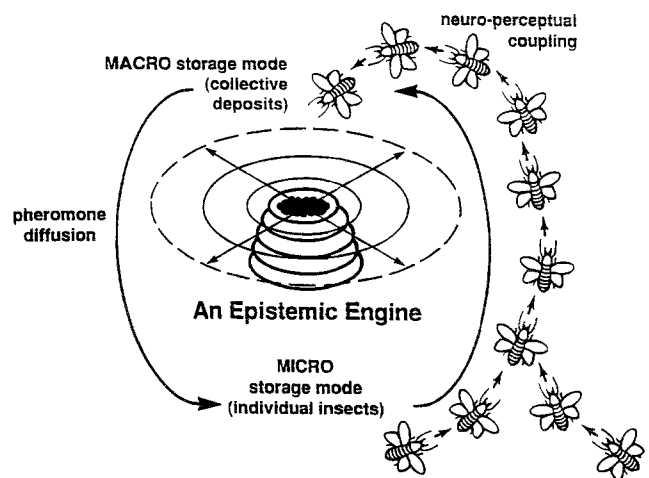 neuro-perceptual
coupling
MACRO storage mode
(collective
deposits)
pheromone
diffusion
An Epistemic Engine
MICRO
storage mode
(individual insects)